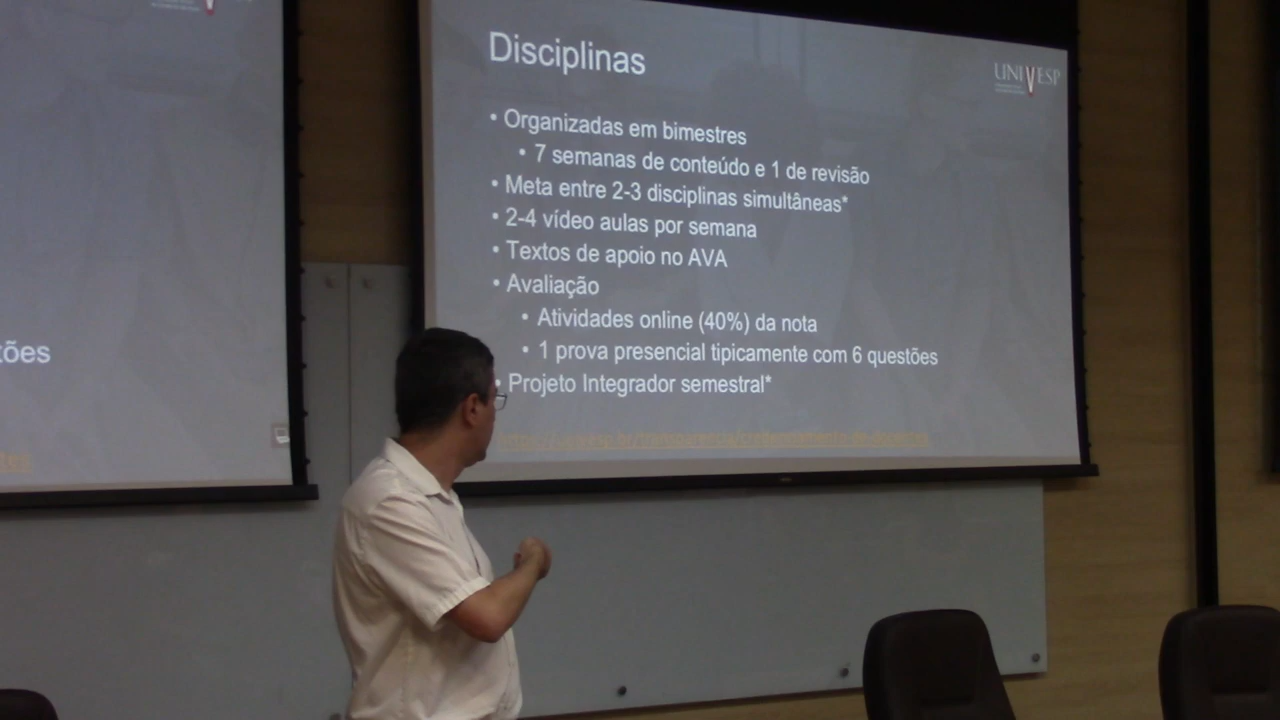 Disciplinas
UNIVESP
• Organizadas em bimestres
• 7 semanas de conteúdo e 1 de revisão
• Meta entre 2-3 disciplinas simultâneas*
• 2-4 vídeo aulas por semana
• Textos de apoio no AVA
• Avaliação
• Atividades online (40%) da nota
• 1 prova presencial tipicamente com 6 questões
• Projeto Integrador semestral*
ões